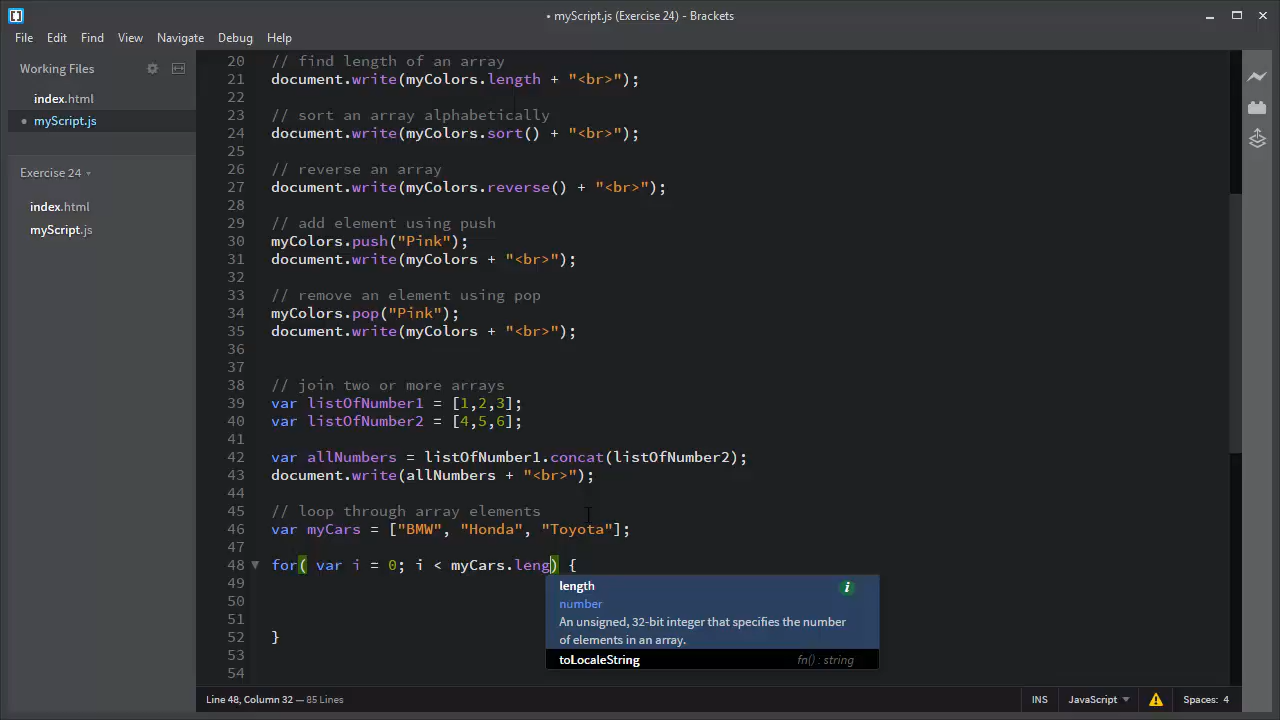 • myScript.js (Exercise 24) - Brackets
File Edit Find View Navigate Debug Help
Working Files
index.html
• myScript.js
Exercise 24
index.html
myScript.js
20 // find length of an array
21 document.write(myColors.length + "<br>");
22
23 // sort an array alphabetically
24 document.write(myColors.sort() + "<br>");
25
26 // reverse an array
27 document.write(myColors.reverse() + "<br>");
28
29 // add element using push
30 myColors.push("Pink");
31 document.write(myColors + "<br>");
32
33 // remove an element using pop
34 myColors.pop("Pink");
35 document.write(myColors + "<br>");
36
37
38 // join two or more arrays
39 var listOfNumber1 = [1,2,3];
40 var listOfNumber2 = [4,5,6];
41
42 var allNumbers = listOfNumber1.concat(listOfNumber2);
43 document.write(allNumbers + "<br>");
44
45 // loop through array elements
46 var myCars = ["BMW", "Honda", "Toyota"];
47
48 for( var i = 0; i < myCars.leng) {
49
50
51
52 }
53
54
length
number
An unsigned, 32-bit integer that specifies the number
of elements in an array.
toLocaleString fn() : string
Line 48, Column 32 — 85 Lines
INS JavaScript Spaces: 4